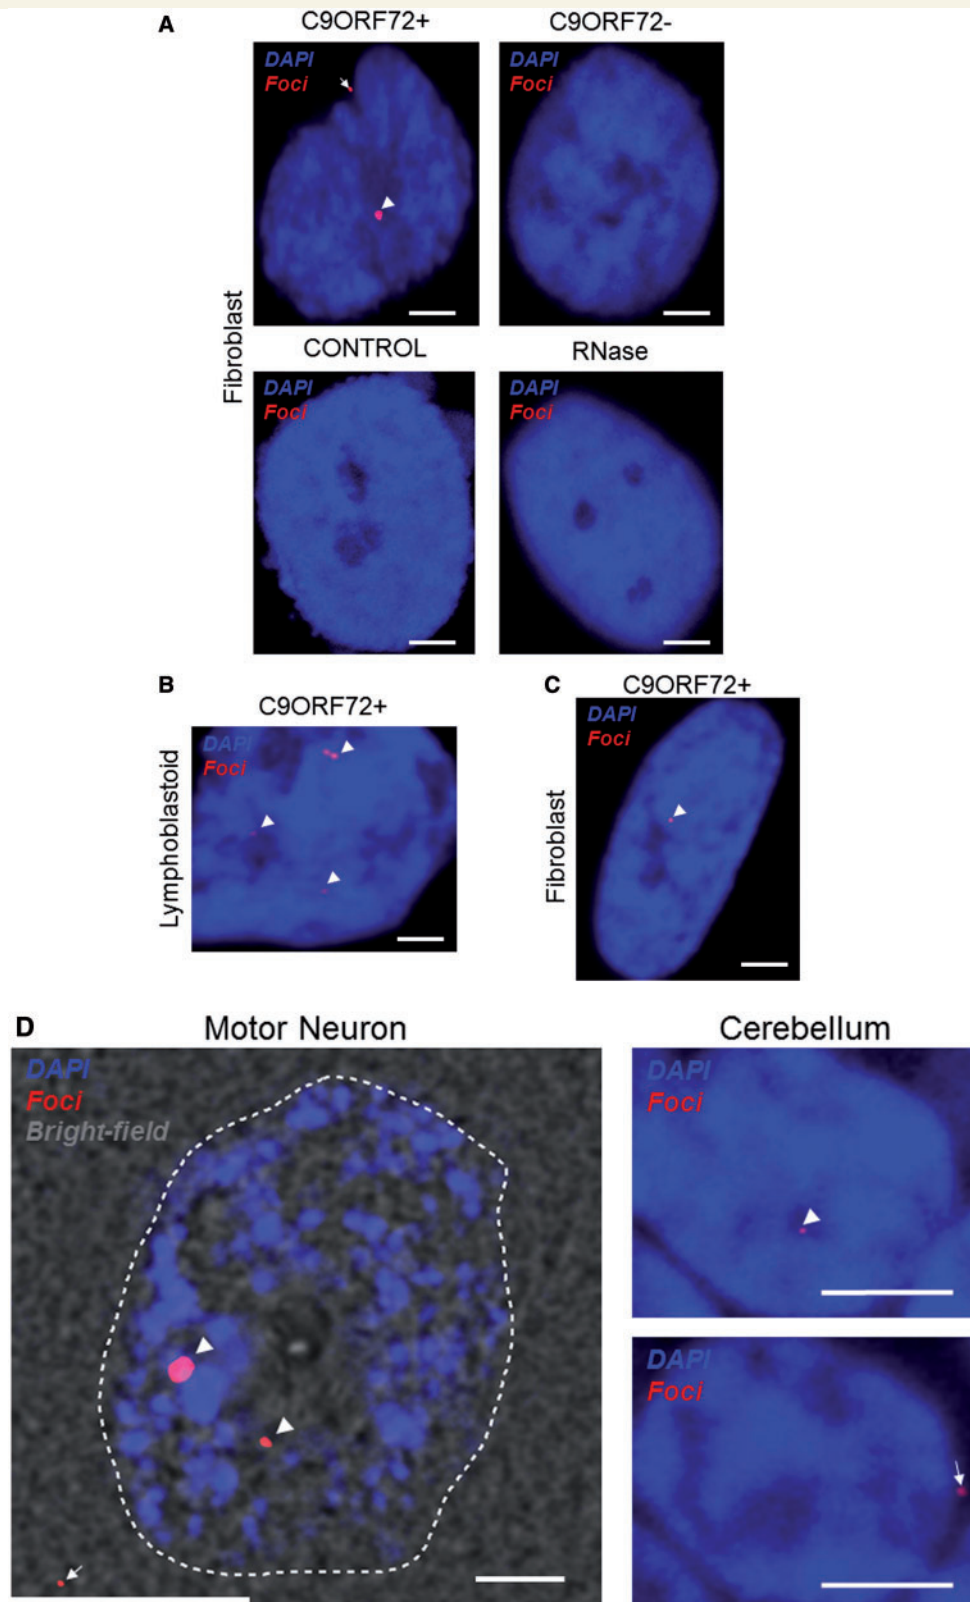 A
C9ORF72+
C9ORF72-
DAPI
Foci
DAPI
Foci
Fibroblast
CONTROL
RNase
DAPI
Foci
DAPI
Foci
B
C9ORF72+
DAPI
Foci
Lymphoblastoid
C
C9ORF72+
DAPI
Foci
Fibroblast
D
Motor Neuron
DAPI
Foci
Bright-field
Cerebellum
DAPI
Foci
DAPI
Foci